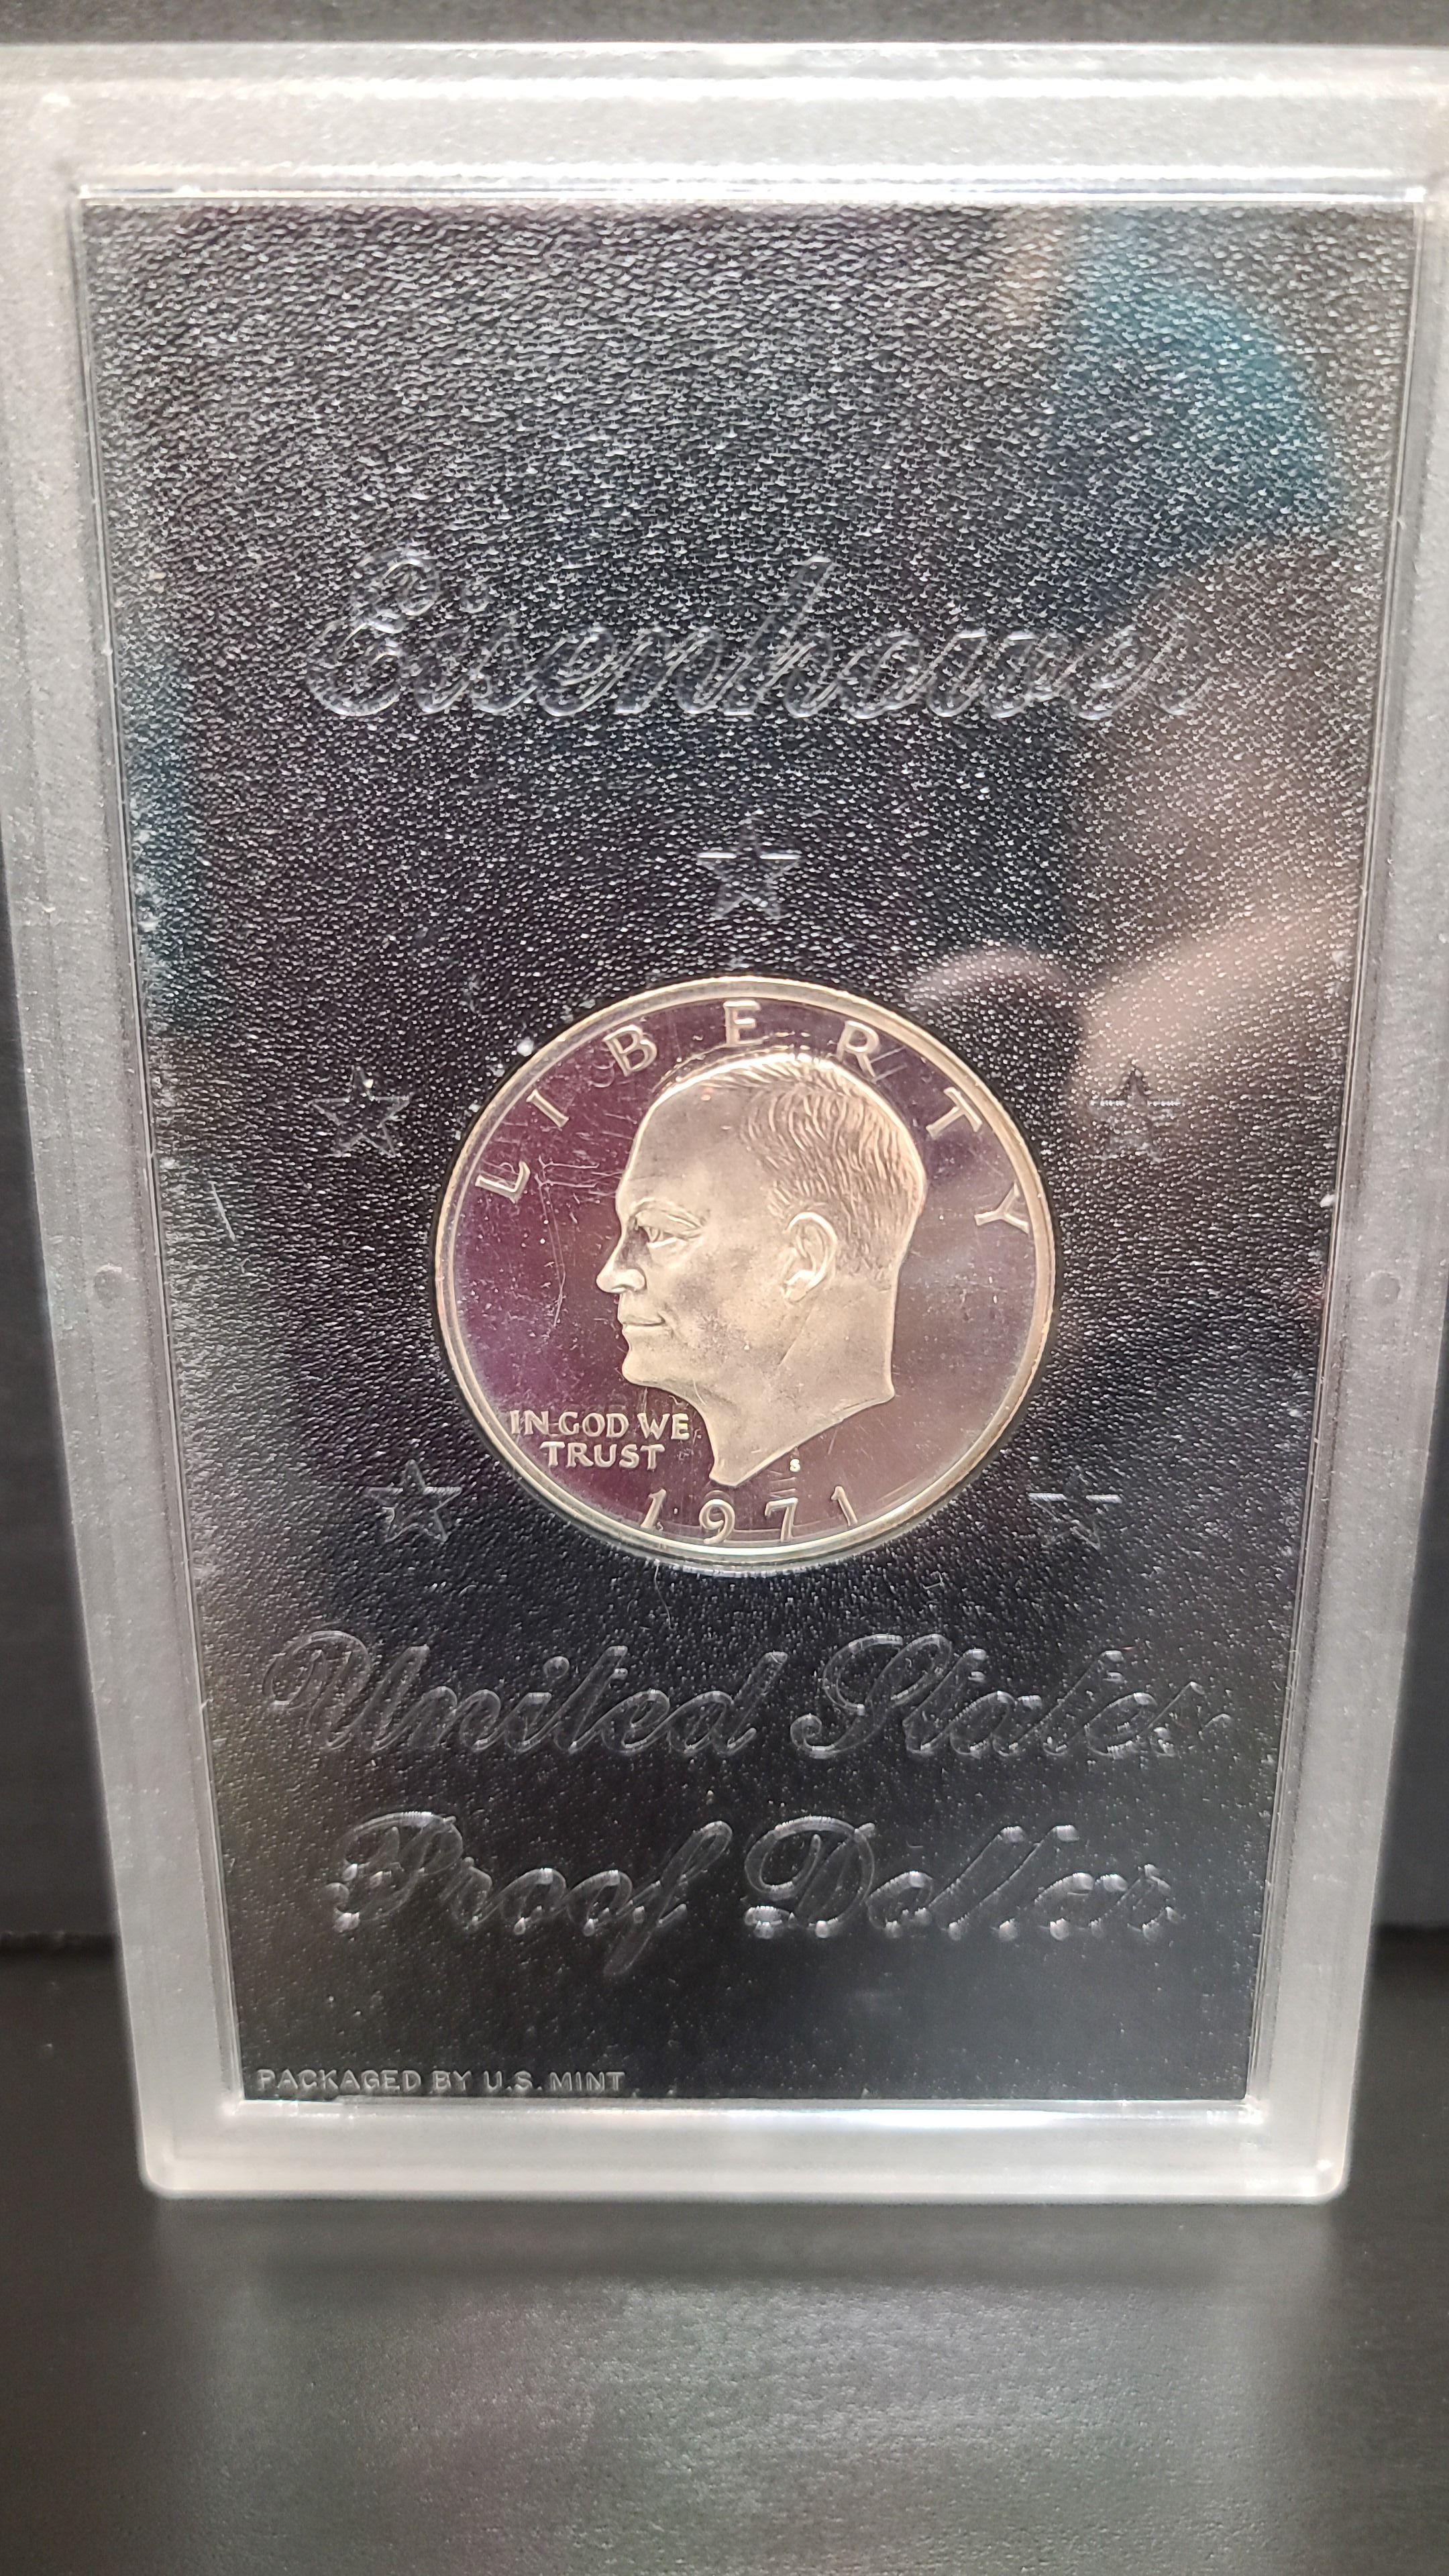 Eisenhower
LIBERTY
IN GOD WE
TRUST
S
1971
United States
Proof Dollar
PACKAGED BY U.S. MINT